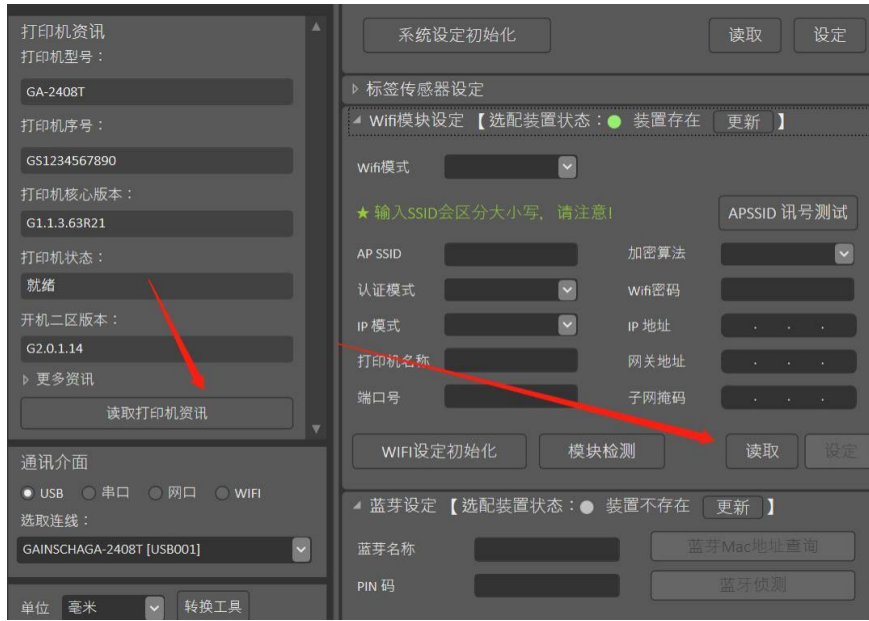 打印机资讯
打印机型号：
GA-2408T
打印机序号：
GS1234567890
打印机核心版本：
G1.1.3.63R21
打印机状态：
就绪
开机二区版本：
G2.0.1.14
更多资讯
读取打印机资讯
通讯介面
USB 串口 网口 WIFI
选取连线：
GAINSCHAGA-2408T [USB001]
单位 毫米 转换工具
系统设定初始化 读取 设定
标签传感器设定
Wifi模块设定 【选配装置状态：装置存在 更新 】
Wifi模式
★ 输入SSID会区分大小写，请注意! APSSID 讯号测试
AP SSID 加密算法
认证模式 Wifi密码
IP 模式 IP 地址
打印机名称 网关地址
端口号 子网掩码
WIFI设定初始化 模块检测 读取 设定
蓝芽设定 【选配装置状态：装置不存在 更新 】
蓝芽名称 蓝芽Mac地址查询
PIN 码 蓝牙侦测